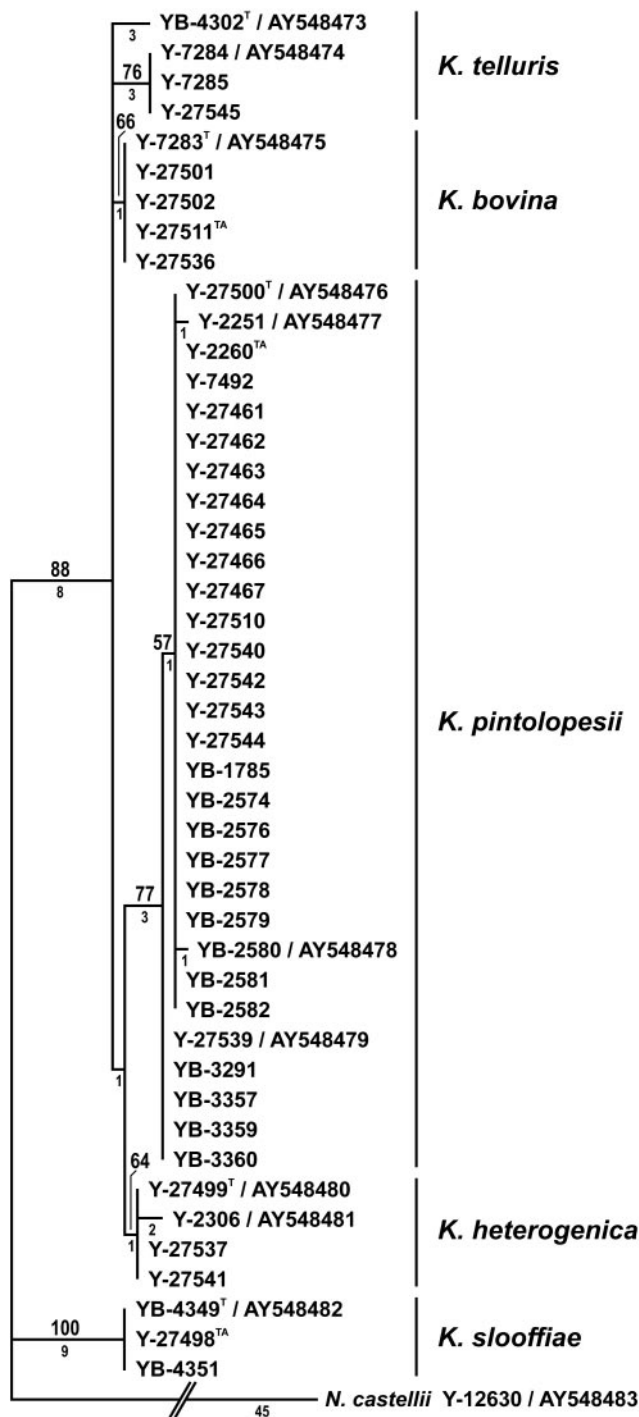 YB-4302ᵀ / AY548473
3
Y-7284 / AY548474
76
3
Y-7285
K. telluris
Y-27545
66
Y-7283ᵀ / AY548475
Y-27501
1
Y-27502
K. bovina
Y-27511ᵀᴬ
Y-27536
Y-27500ᵀ / AY548476
1
Y-2251 / AY548477
Y-2260ᵀᴬ
Y-7492
Y-27461
Y-27462
Y-27463
Y-27464
Y-27465
Y-27466
88
8
Y-27467
Y-27510
57
1
Y-27540
Y-27542
Y-27543
K. pintolopesii
Y-27544
YB-1785
YB-2574
YB-2576
YB-2577
77
3
YB-2578
YB-2579
1
YB-2580 / AY548478
YB-2581
YB-2582
Y-27539 / AY548479
1
YB-3291
YB-3357
YB-3359
YB-3360
64
Y-27499ᵀ / AY548480
2
Y-2306 / AY548481
K. heterogenica
1
Y-27537
Y-27541
YB-4349ᵀ / AY548482
100
9
Y-27498ᵀᴬ
K. slooffiae
YB-4351
45
N. castellii Y-12630 / AY548483